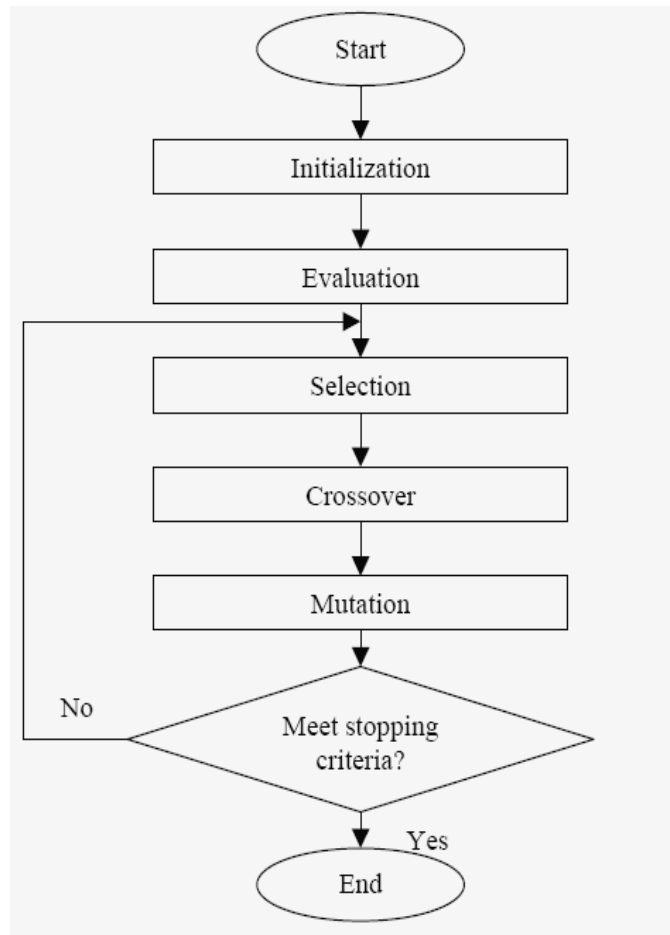 Start
Initialization
Evaluation
Selection
Crossover
Mutation
No
Meet stopping
criteria?
Yes
End